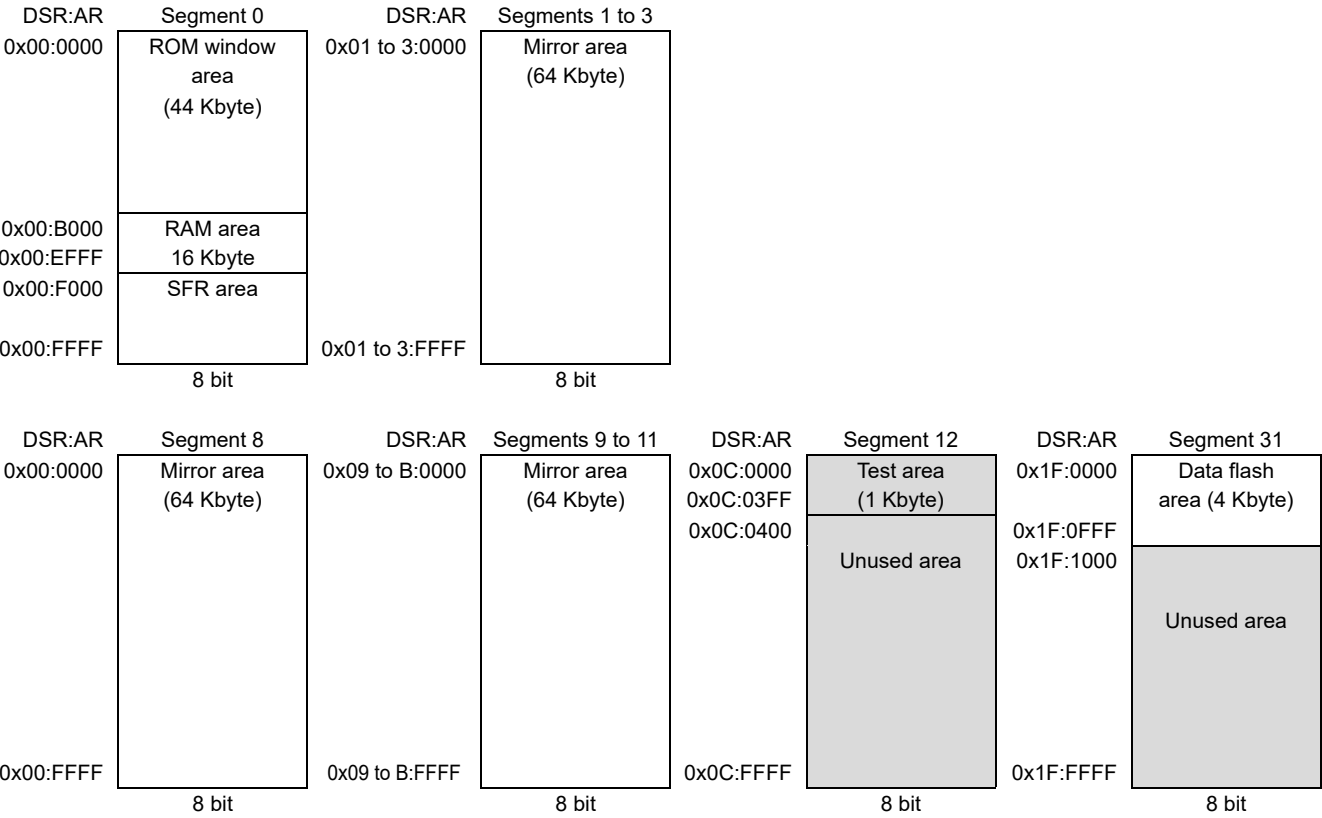 DSR:AR Segment 0 DSR:AR Segments 1 to 3
0x00:0000 ROM window 0x01 to 3:0000 Mirror area
area (64 Kbyte)
(44 Kbyte)
0x00:B000 RAM area
0x00:EFFF 16 Kbyte
0x00:F000 SFR area
0x00:FFFF 0x01 to 3:FFFF
8 bit 8 bit
DSR:AR Segment 8 DSR:AR Segments 9 to 11 DSR:AR Segment 12 DSR:AR Segment 31
0x00:0000 Mirror area 0x09 to B:0000 Mirror area 0x0C:0000 Test area 0x1F:0000 Data flash
(64 Kbyte) (64 Kbyte) 0x0C:03FF (1 Kbyte) area (4 Kbyte)
0x0C:0400 0x1F:0FFF
Unused area 0x1F:1000
Unused area
0x00:FFFF 0x09 to B:FFFF 0x0C:FFFF 0x1F:FFFF
8 bit 8 bit 8 bit 8 bit